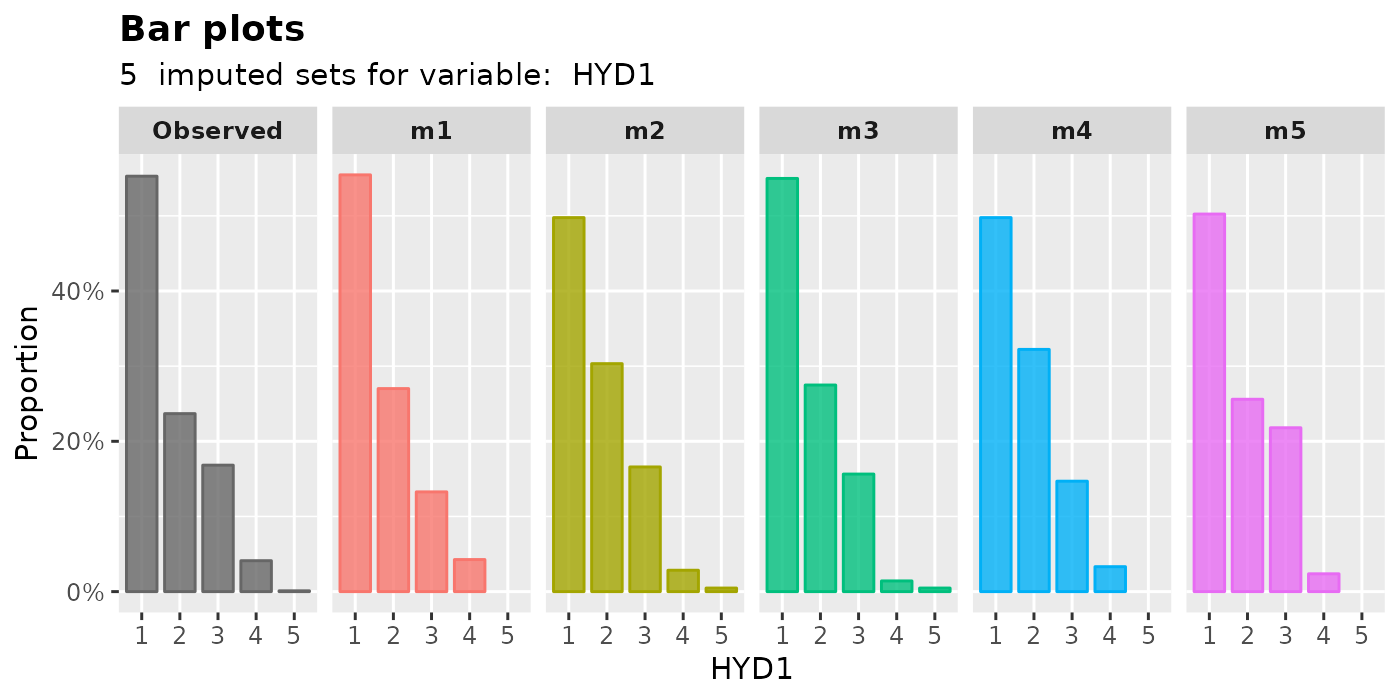 Bar plots
5 imputed sets for variable: HYD1
Observed m1 m2 m3 m4 m5
Proportion
40%
20%
0%
1 2 3 4 5 1 2 3 4 5 1 2 3 4 5 1 2 3 4 5 1 2 3 4 5 1 2 3 4 5
HYD1